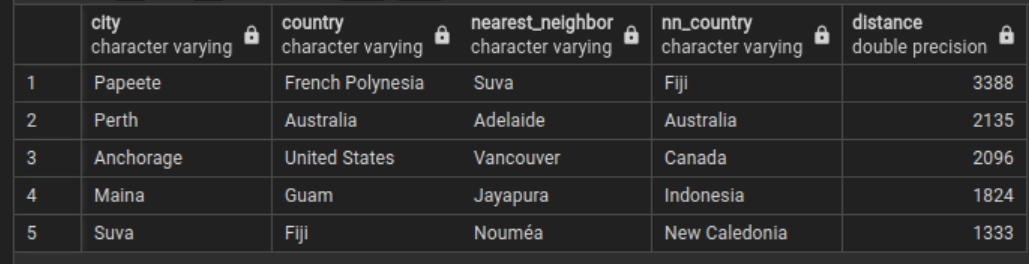 city country nearest_neighbor nn_country distance
character varying character varying character varying character varying double precision
1 Papeete French Polynesia Suva Fiji 3388
2 Perth Australia Adelaide Australia 2135
3 Anchorage United States Vancouver Canada 2096
4 Maina Guam Jayapura Indonesia 1824
5 Suva Fiji Nouméa New Caledonia 1333